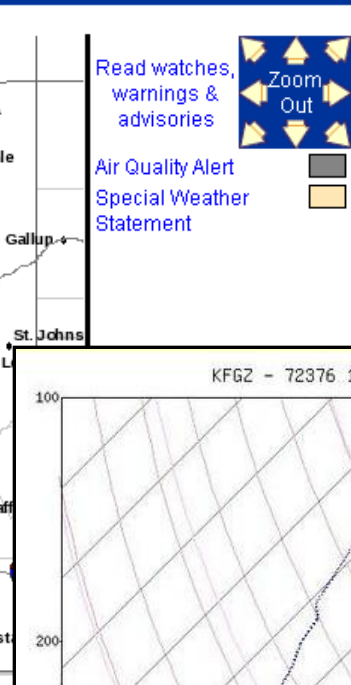 Read watches,
warnings &
advisories
Zoom
Out
Air Quality Alert
Special Weather
Statement
Gallup
St. Johns
KFGZ - 72376
100
200